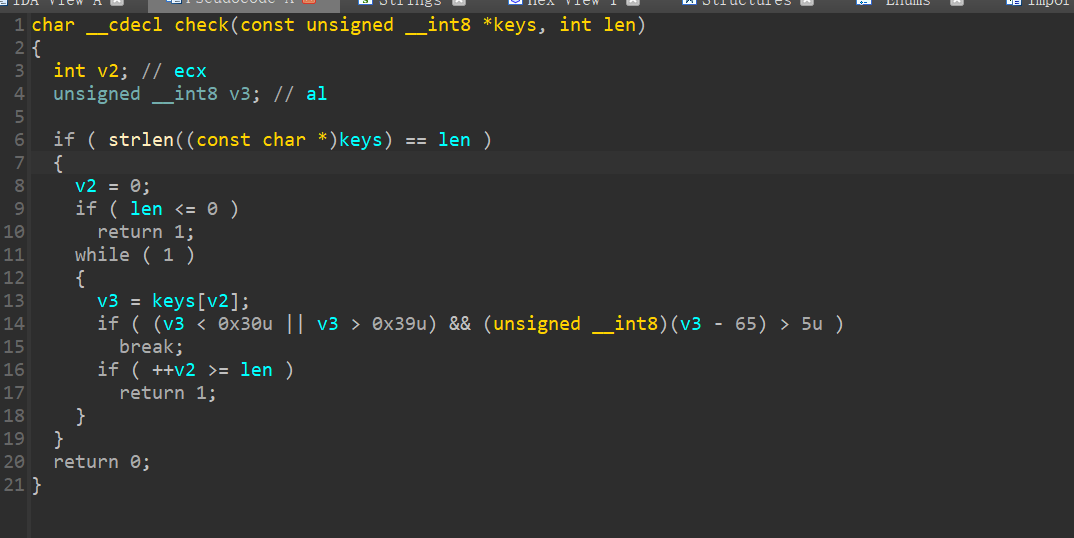 IDA View-A Pseudocode-A Strings Hex View-1 Structures Enums Impor
1 char __cdecl check(const unsigned __int8 *keys, int len)
2 {
3   int v2; // ecx
4   unsigned __int8 v3; // al
5
6   if ( strlen((const char *)keys) == len )
7   {
8     v2 = 0;
9     if ( len <= 0 )
10       return 1;
11     while ( 1 )
12     {
13       v3 = keys[v2];
14       if ( (v3 < 0x30u || v3 > 0x39u) && (unsigned __int8)(v3 - 65) > 5u )
15         break;
16       if ( ++v2 >= len )
17         return 1;
18     }
19   }
20   return 0;
21 }